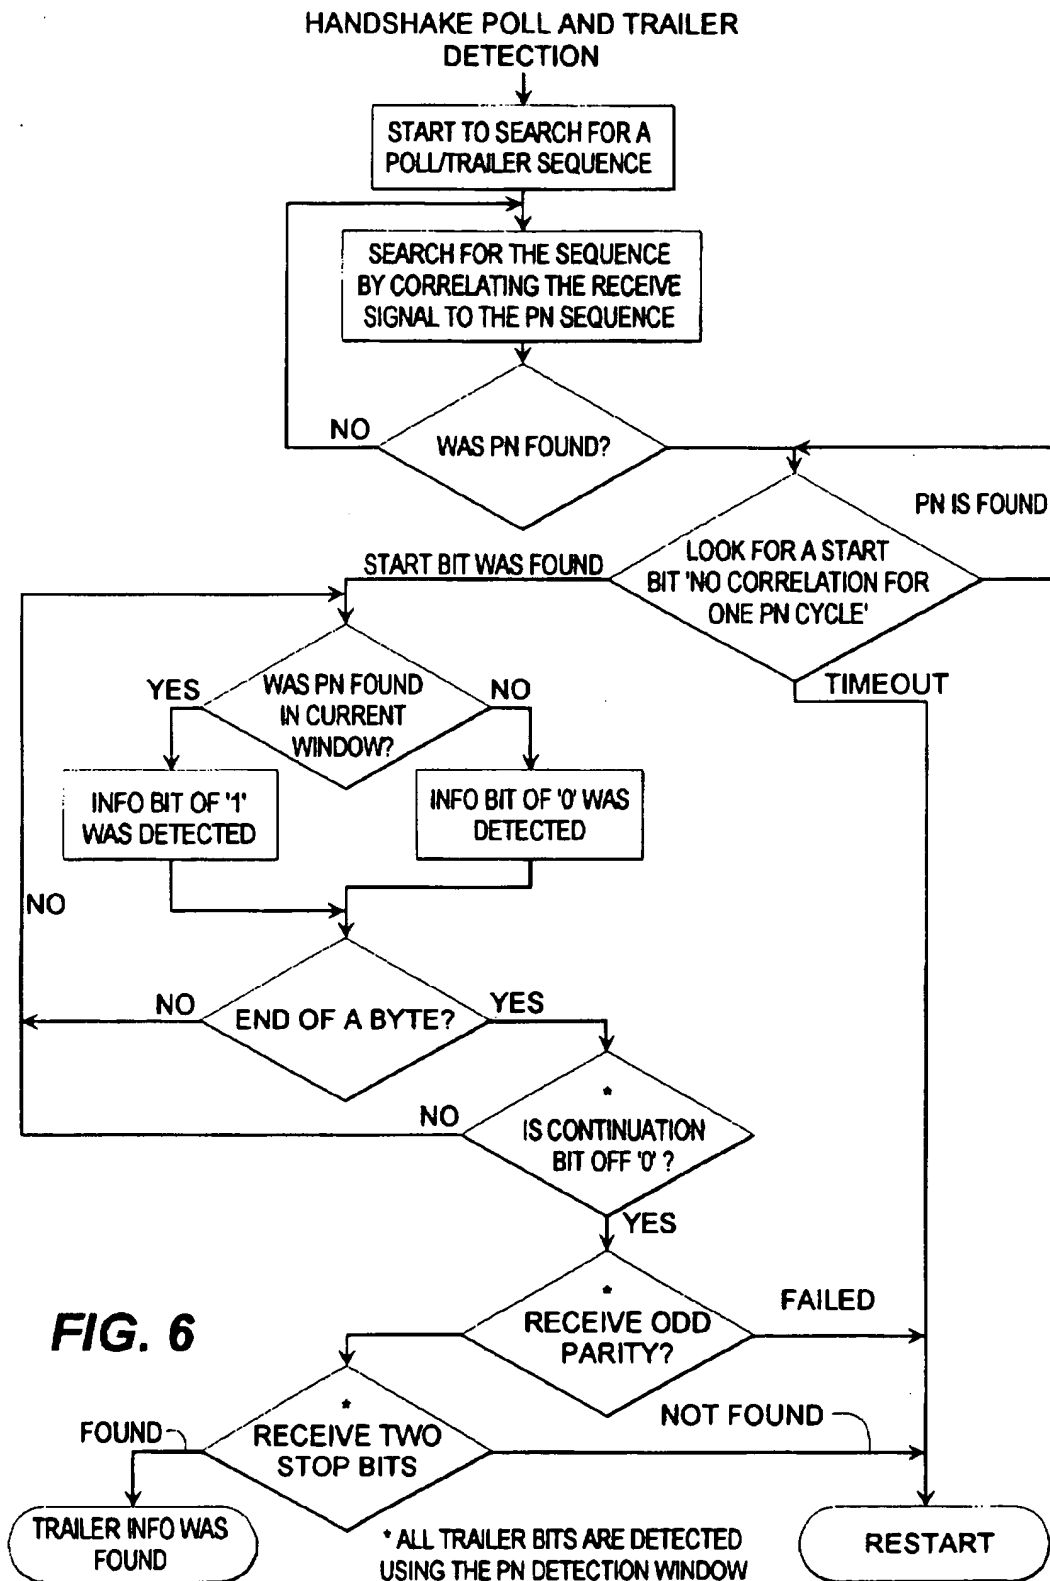 HANDSHAKE POLL AND TRAILER
DETECTION
START TO SEARCH FOR A
POLL/TRAILER SEQUENCE
SEARCH FOR THE SEQUENCE
BY CORRELATING THE RECEIVE
SIGNAL TO THE PN SEQUENCE
NO
WAS PN FOUND?
PN IS FOUND
LOOK FOR A START
BIT 'NO CORRELATION FOR
ONE PN CYCLE'
START BIT WAS FOUND
TIMEOUT
YES
WAS PN FOUND
IN CURRENT
WINDOW?
NO
INFO BIT OF '1'
WAS DETECTED
INFO BIT OF '0' WAS
DETECTED
NO
NO
END OF A BYTE?
YES
NO
*
IS CONTINUATION
BIT OFF '0' ?
YES
FIG. 6
*
RECEIVE ODD
PARITY?
FAILED
FOUND
*
RECEIVE TWO
STOP BITS
NOT FOUND
TRAILER INFO WAS
FOUND
* ALL TRAILER BITS ARE DETECTED
USING THE PN DETECTION WINDOW
RESTART